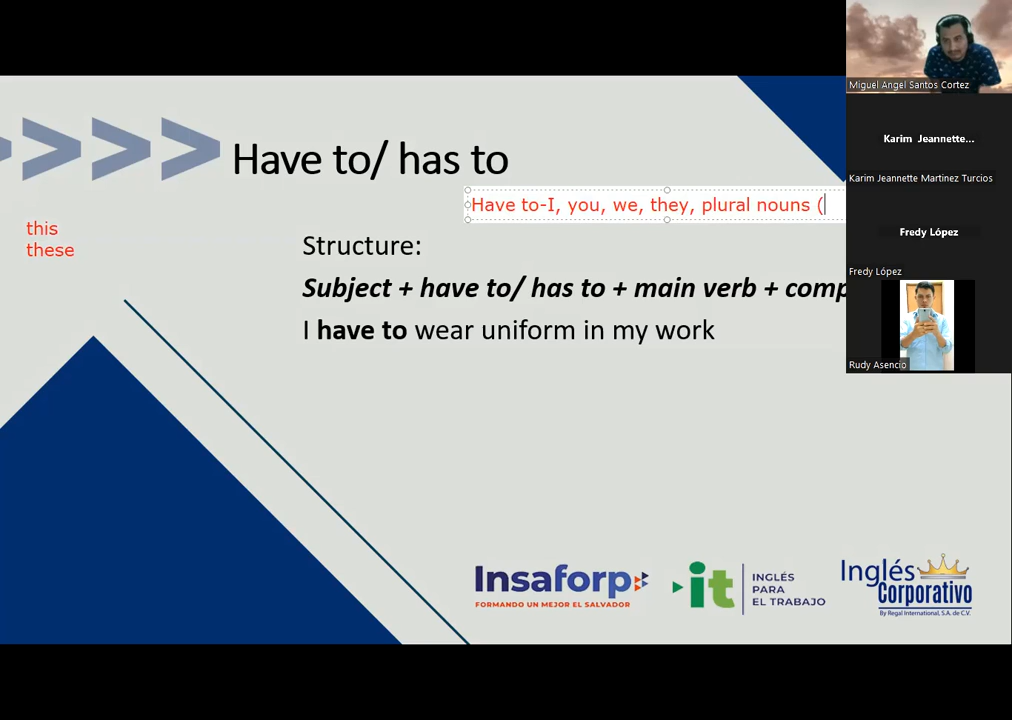 Have to/ has to
Have to-I, you, we, they, plural nouns (
this
these
Structure:
Subject + have to/ has to + main verb + comp
I have to wear uniform in my work
Miguel Angel Santos Cortez
Karim Jeannette...
Karim Jeannette Martinez Turcios
Fredy López
Fredy López
Rudy Asencio
Insaforp
FORMANDO UN MEJOR EL SALVADOR
it
INGLÉS
PARA
EL TRABAJO
Inglés
Corporativo
By Regal International, S.A. de C.V.